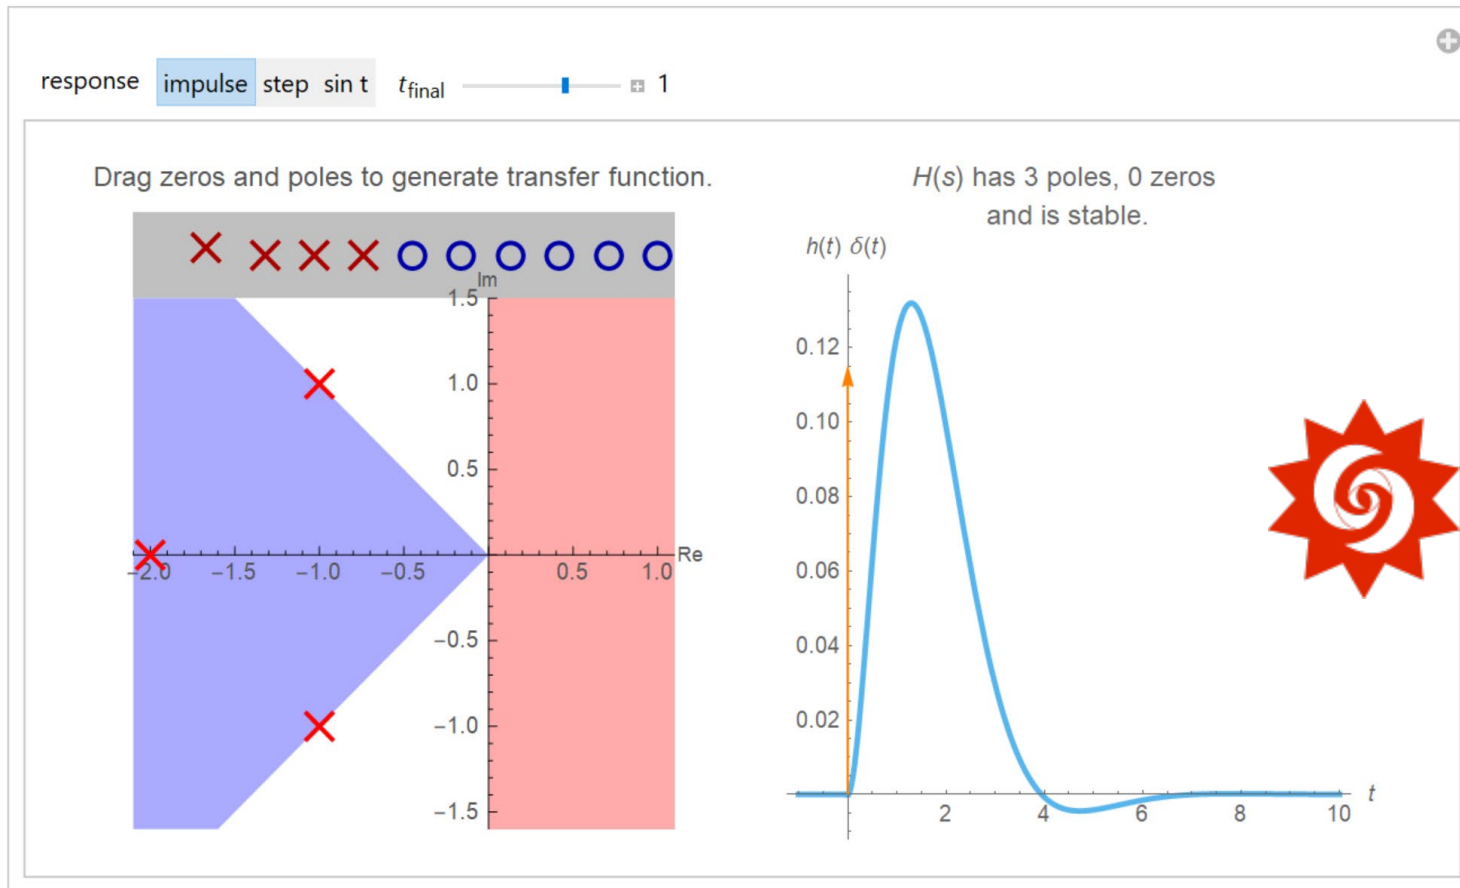 response impulse step sin t t_final 1
Drag zeros and poles to generate transfer function.
Im
1.5
1.0
0.5
−2.0 −1.5 −1.0 −0.5 0.5 1.0 Re
−0.5
−1.0
−1.5
H(s) has 3 poles, 0 zeros
and is stable.
h(t) δ(t)
0.12
0.10
0.08
0.06
0.04
0.02
2 4 6 8 10 t